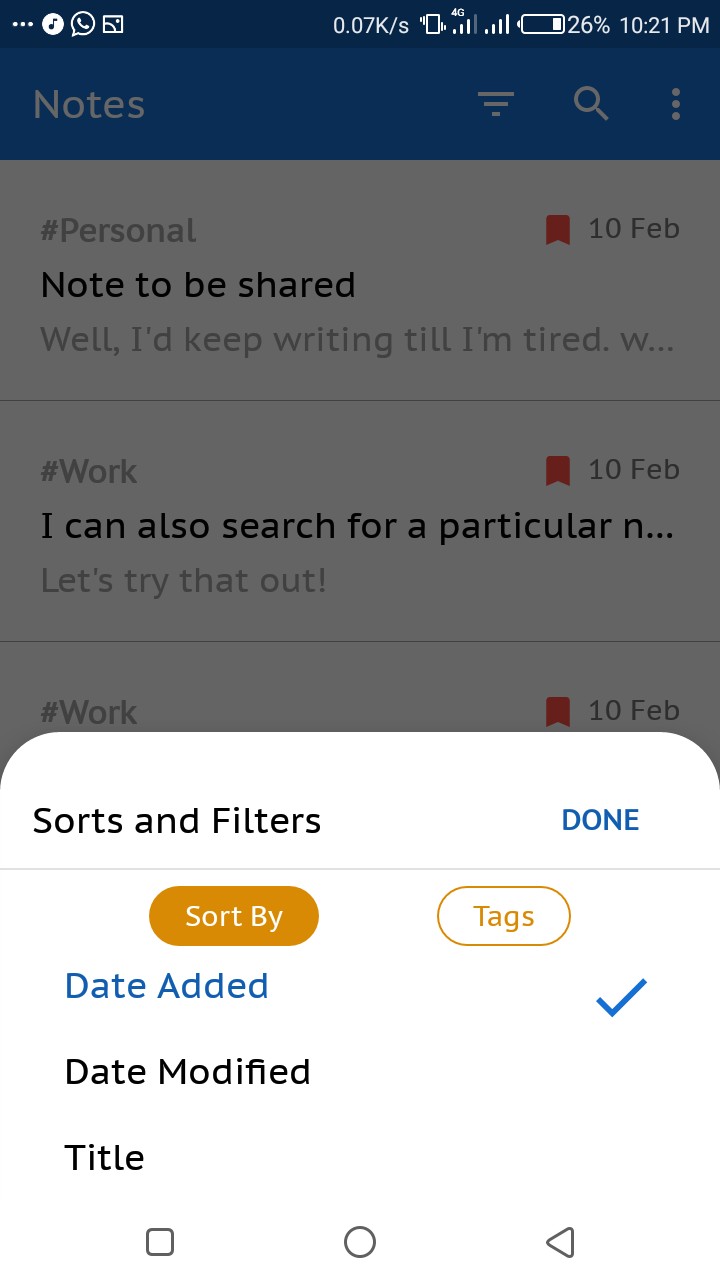 0.07K/s 4G 26% 10:21 PM
Notes
#Personal 10 Feb
Note to be shared
Well, I'd keep writing till I'm tired. w...
#Work 10 Feb
I can also search for a particular n...
Let's try that out!
#Work 10 Feb
Sorts and Filters DONE
Sort By Tags
Date Added
Date Modified
Title